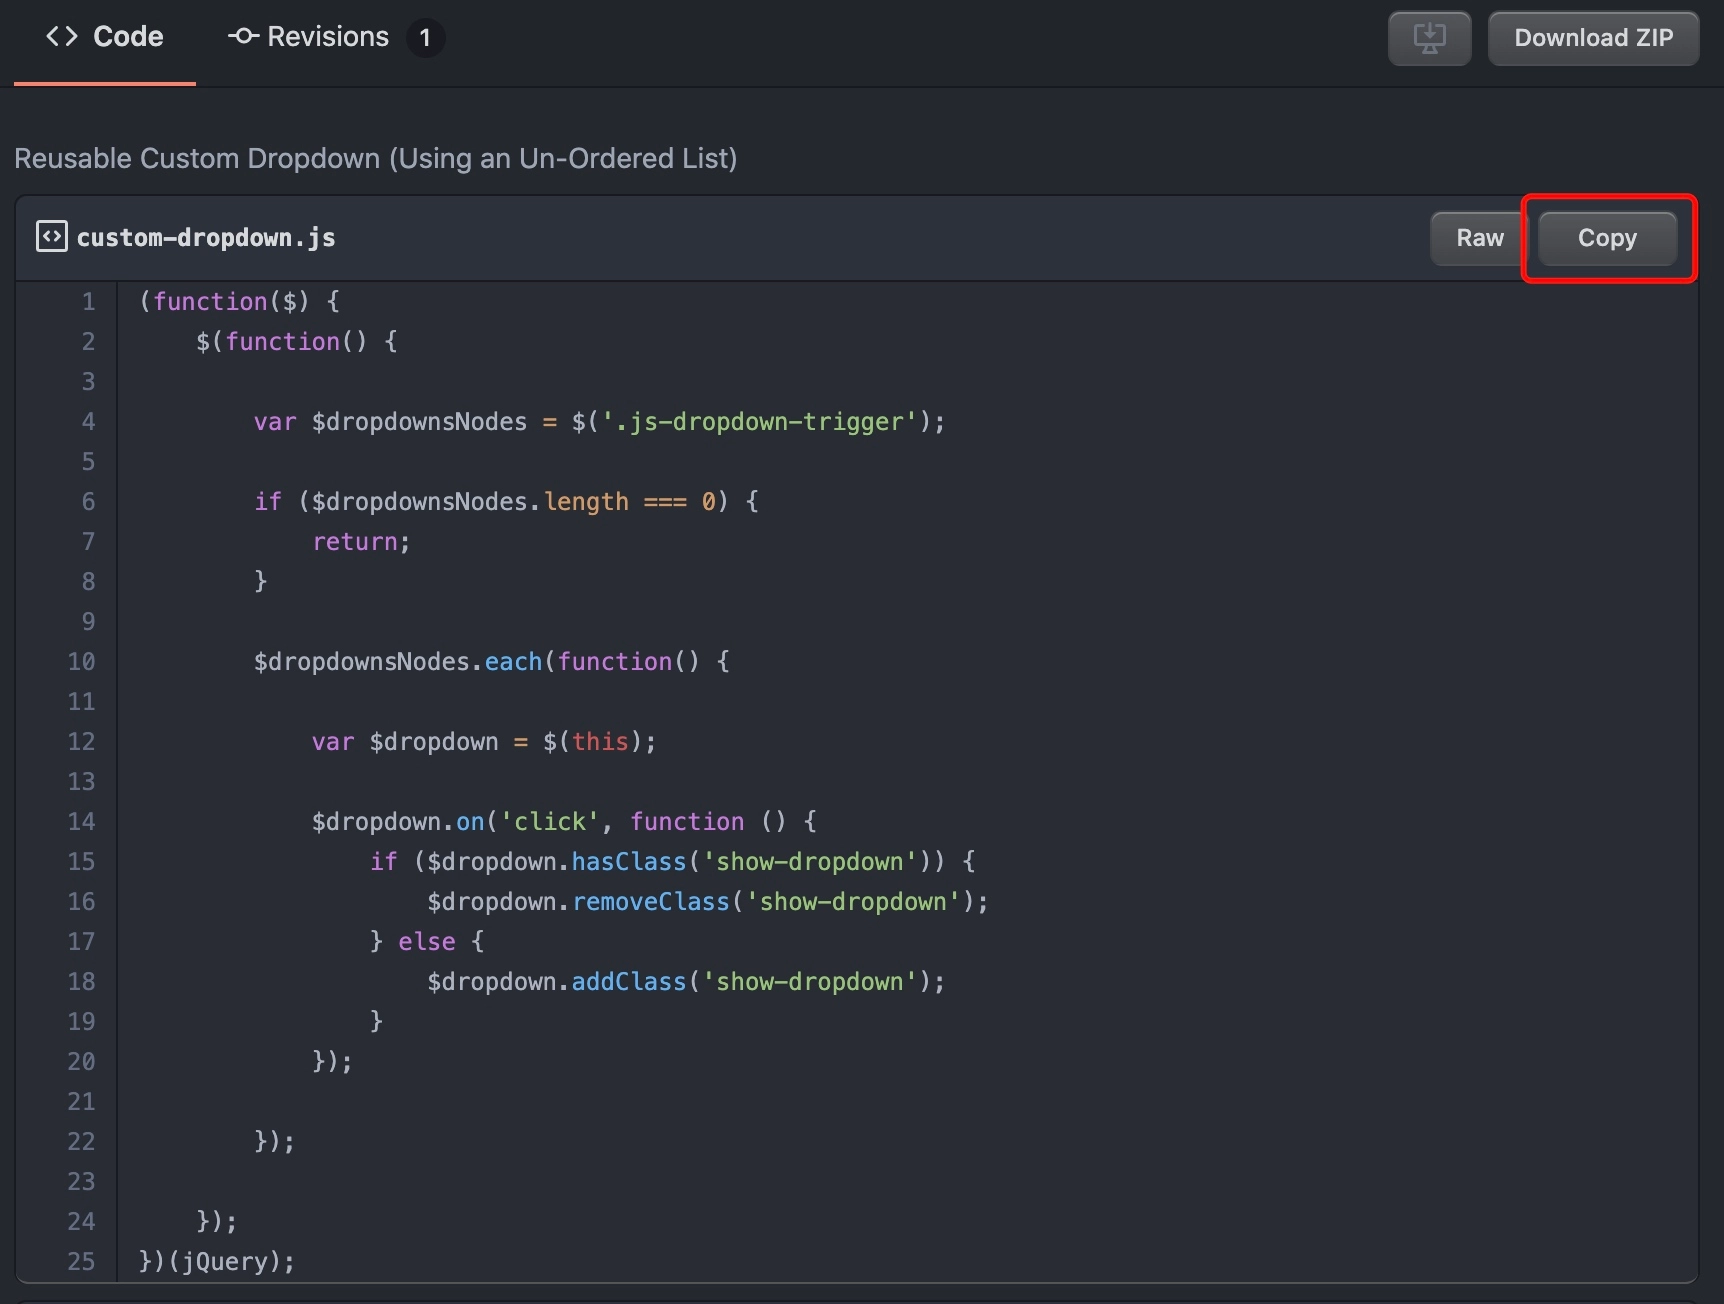 Code
Revisions 1
Download ZIP
Reusable Custom Dropdown (Using an Un-Ordered List)
custom-dropdown.js
Raw
Copy
1 (function($) {
2     $(function() {
3
4         var $dropdownsNodes = $('.js-dropdown-trigger');
5
6         if ($dropdownsNodes.length === 0) {
7             return;
8         }
9
10         $dropdownsNodes.each(function() {
11
12             var $dropdown = $(this);
13
14             $dropdown.on('click', function () {
15                 if ($dropdown.hasClass('show-dropdown')) {
16                     $dropdown.removeClass('show-dropdown');
17                 } else {
18                     $dropdown.addClass('show-dropdown');
19                 }
20             });
21
22         });
23
24     });
25 })(jQuery);